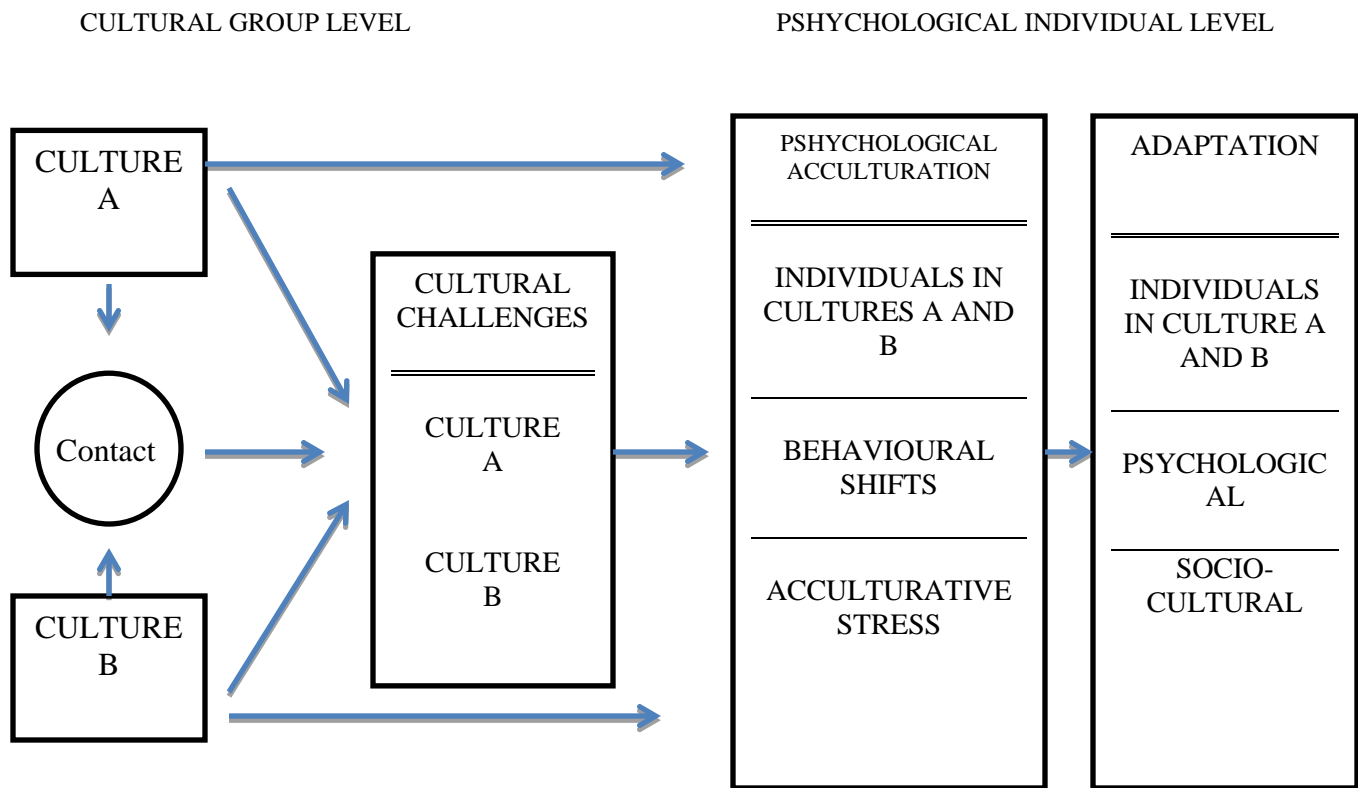 CULTURAL GROUP LEVEL
PSHYCHOLOGICAL INDIVIDUAL LEVEL
CULTURE
A
Contact
CULTURE
B
CULTURAL
CHALLENGES
CULTURE
A
CULTURE
B
PSHYCHOLOGICAL
ACCULTURATION
INDIVIDUALS IN
CULTURES A AND
B
BEHAVIOURAL
SHIFTS
ACCULTURATIVE
STRESS
ADAPTATION
INDIVIDUALS
IN CULTURE A
AND B
PSYCHOLOGIC
AL
SOCIO-
CULTURAL